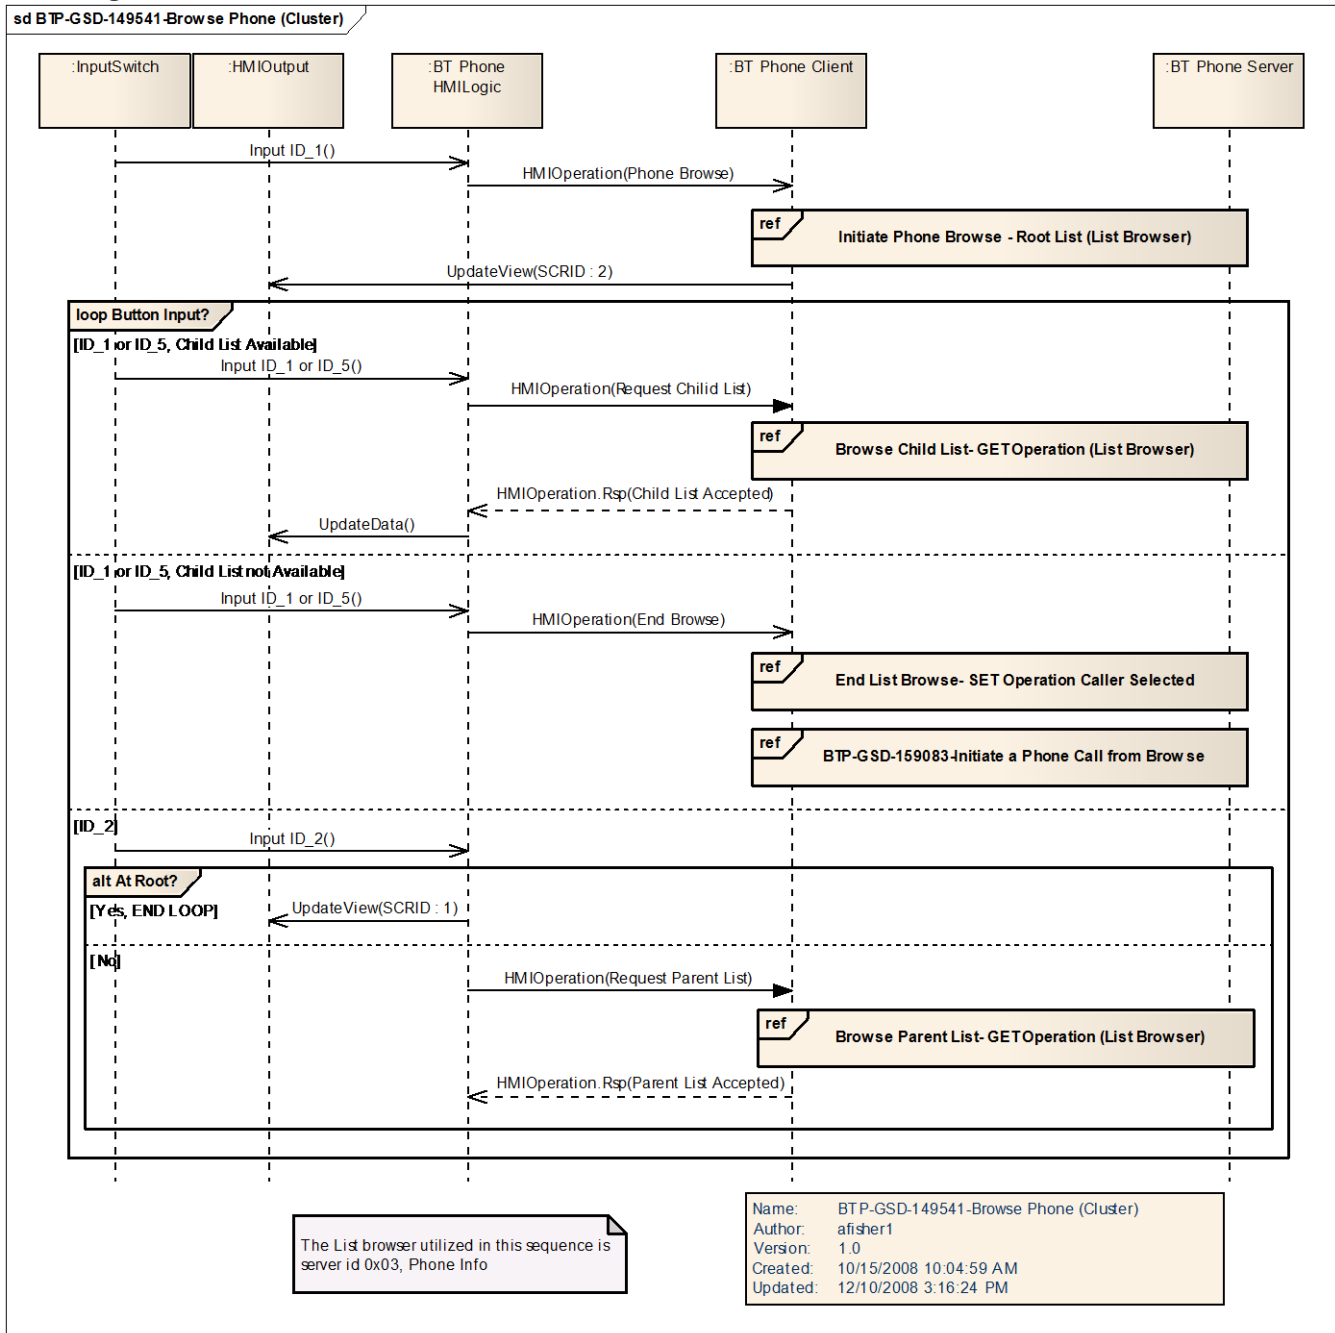 sd BTP-GSD-149541-Browse Phone (Cluster)
:InputSwitch
:HMIOutput
:BT Phone
HMILogic
:BT Phone Client
:BT Phone Server
Input ID_1()
HMIOperation(Phone Browse)
ref
Initiate Phone Browse - Root List (List Browser)
UpdateView(SCRID : 2)
loop Button Input?
[ID_1 or ID_5, Child List Available]
Input ID_1 or ID_5()
HMIOperation(Request Chilid List)
ref
Browse Child List- GET Operation (List Browser)
HMIOperation.Rsp(Child List Accepted)
UpdateData()
[ID_1 or ID_5, Child List not Available]
Input ID_1 or ID_5()
HMIOperation(End Browse)
ref
End List Browse- SET Operation Caller Selected
ref
BTP-GSD-159083-Initiate a Phone Call from Browse
[ID_2]
Input ID_2()
alt At Root?
[Yes, END LOOP]
UpdateView(SCRID : 1)
[No]
HMIOperation(Request Parent List)
ref
Browse Parent List- GET Operation (List Browser)
HMIOperation.Rsp(Parent List Accepted)
The List browser utilized in this sequence is
server id 0x03, Phone Info
Name: BTP-GSD-149541-Browse Phone (Cluster)
Author: afisher1
Version: 1.0
Created: 10/15/2008 10:04:59 AM
Updated: 12/10/2008 3:16:24 PM